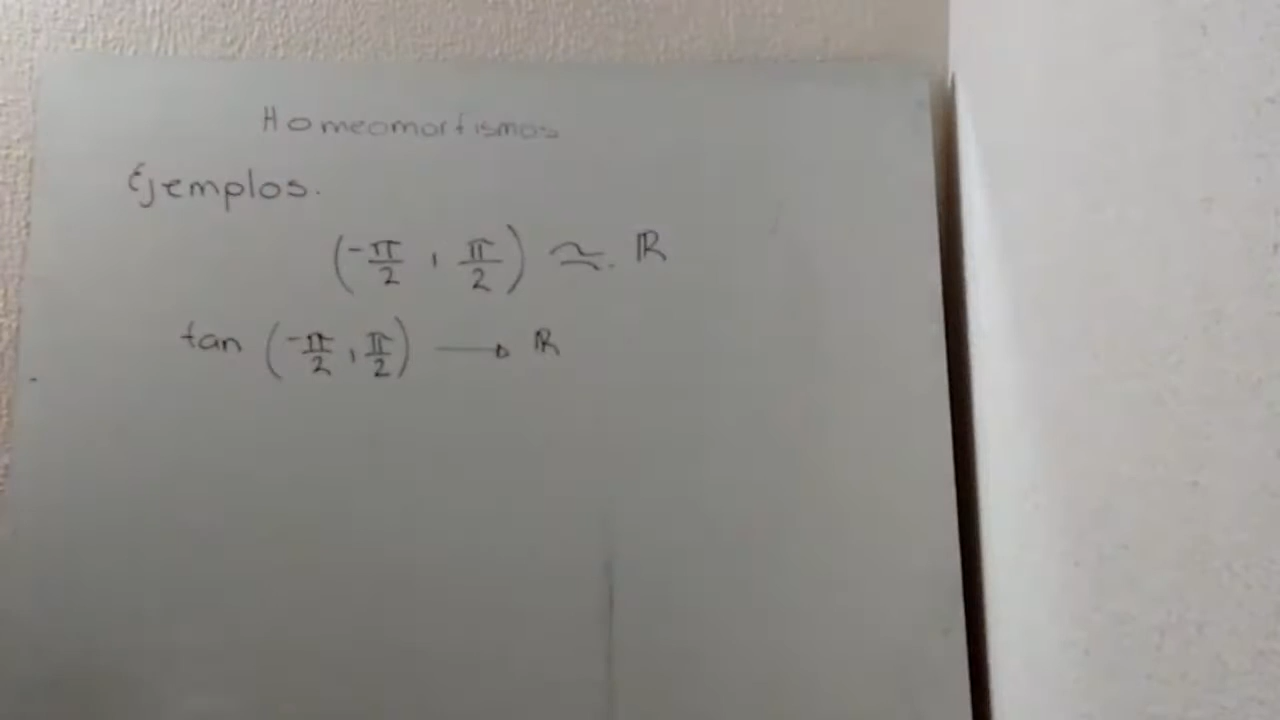 Homeomorfismos
Ejemplos.
(-π/2, π/2) ≃ ℝ
tan (-π/2, π/2) → ℝ